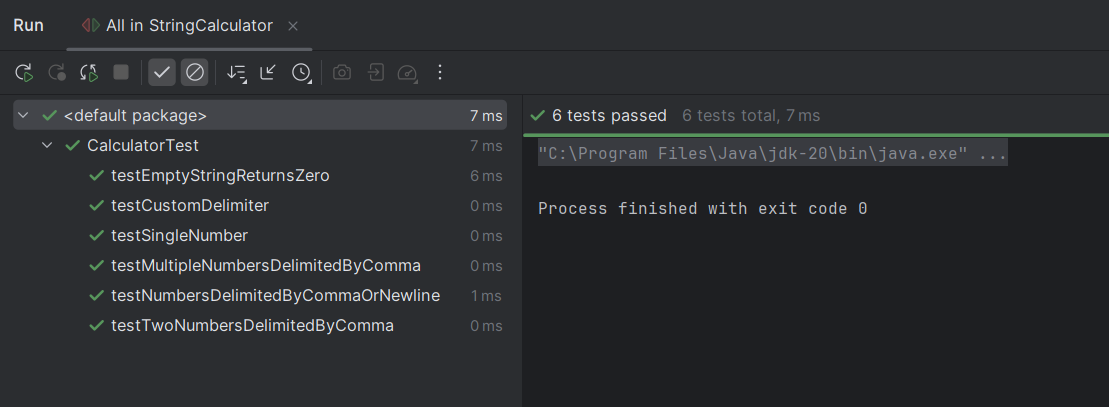 Run All in StringCalculator
<default package> 7 ms
CalculatorTest 7 ms
testEmptyStringReturnsZero 6 ms
testCustomDelimiter 0 ms
testSingleNumber 0 ms
testMultipleNumbersDelimitedByComma 0 ms
testNumbersDelimitedByCommaOrNewline 1 ms
testTwoNumbersDelimitedByComma 0 ms
6 tests passed 6 tests total, 7 ms
"C:\Program Files\Java\jdk-20\bin\java.exe" ...
Process finished with exit code 0